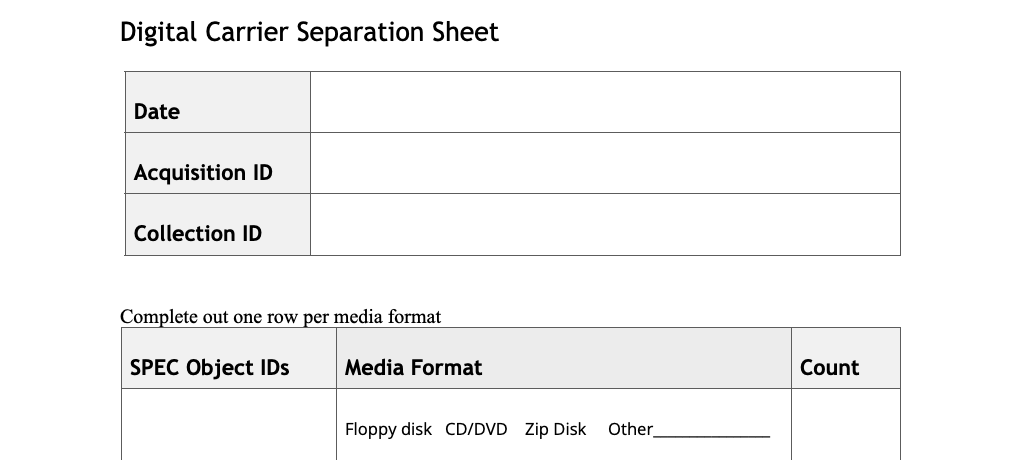 Digital Carrier Separation Sheet
Date
Acquisition ID
Collection ID
Complete out one row per media format
SPEC Object IDs Media Format Count
Floppy disk CD/DVD Zip Disk Other______________